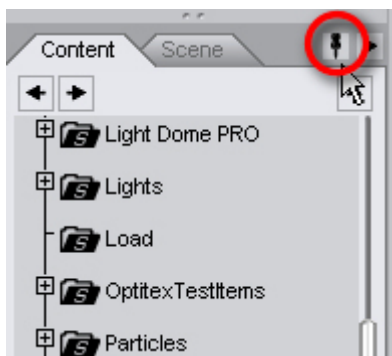 Content Scene
Light Dome PRO
Lights
Load
OptitexTestItems
Particles